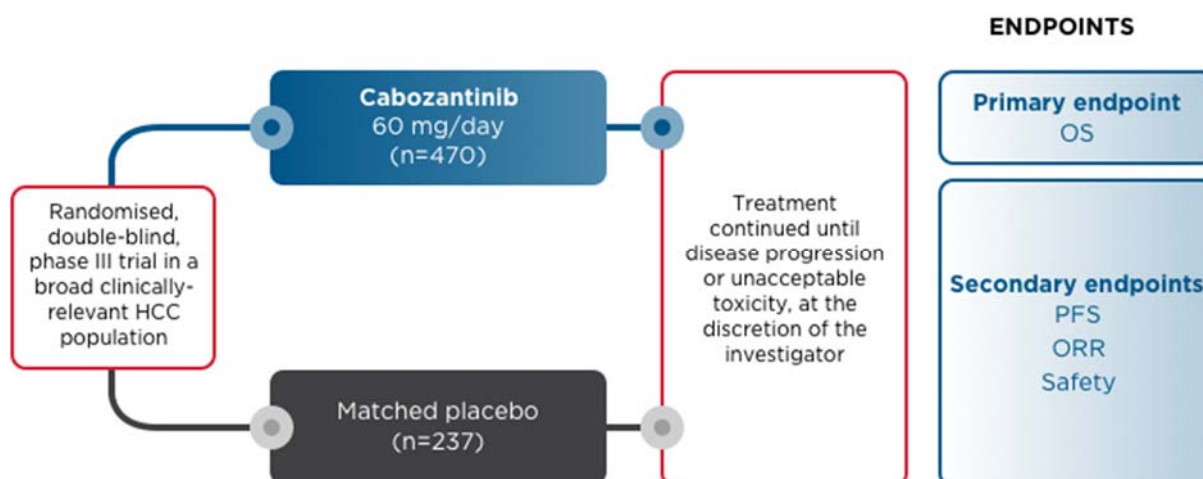 ENDPOINTS
Randomised,
double-blind,
phase III trial in a
broad clinically-
relevant HCC
population
Cabozantinib
60 mg/day
(n=470)
Matched placebo
(n=237)
Treatment
continued until
disease progression
or unacceptable
toxicity, at the
discretion of the
investigator
Primary endpoint
OS
Secondary endpoints
PFS
ORR
Safety